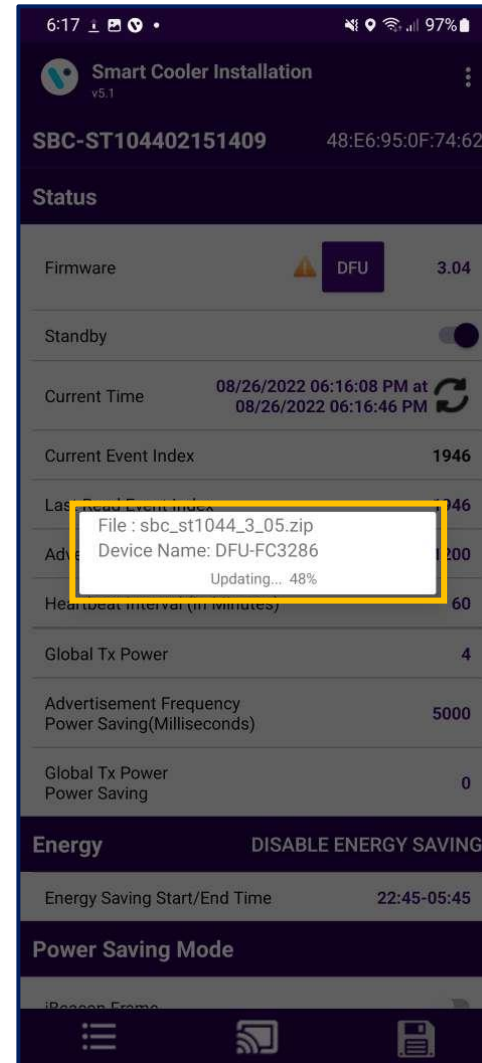 6:17 97%
Smart Cooler Installation
v5.1
SBC-ST104402151409 48:E6:95:0F:74:62
Status
Firmware DFU 3.04
Standby
Current Time 08/26/2022 06:16:08 PM at
08/26/2022 06:16:46 PM
Current Event Index 1946
Last Read Event Index
File : sbc_st1044_3_05.zip
Device Name: DFU-FC3286
Updating... 48%
Heartbeat Interval (in Minutes) 60
Global Tx Power 4
Advertisement Frequency
Power Saving(Milliseconds) 5000
Global Tx Power
Power Saving 0
Energy DISABLE ENERGY SAVING
Energy Saving Start/End Time 22:45-05:45
Power Saving Mode
iBeacon Frame